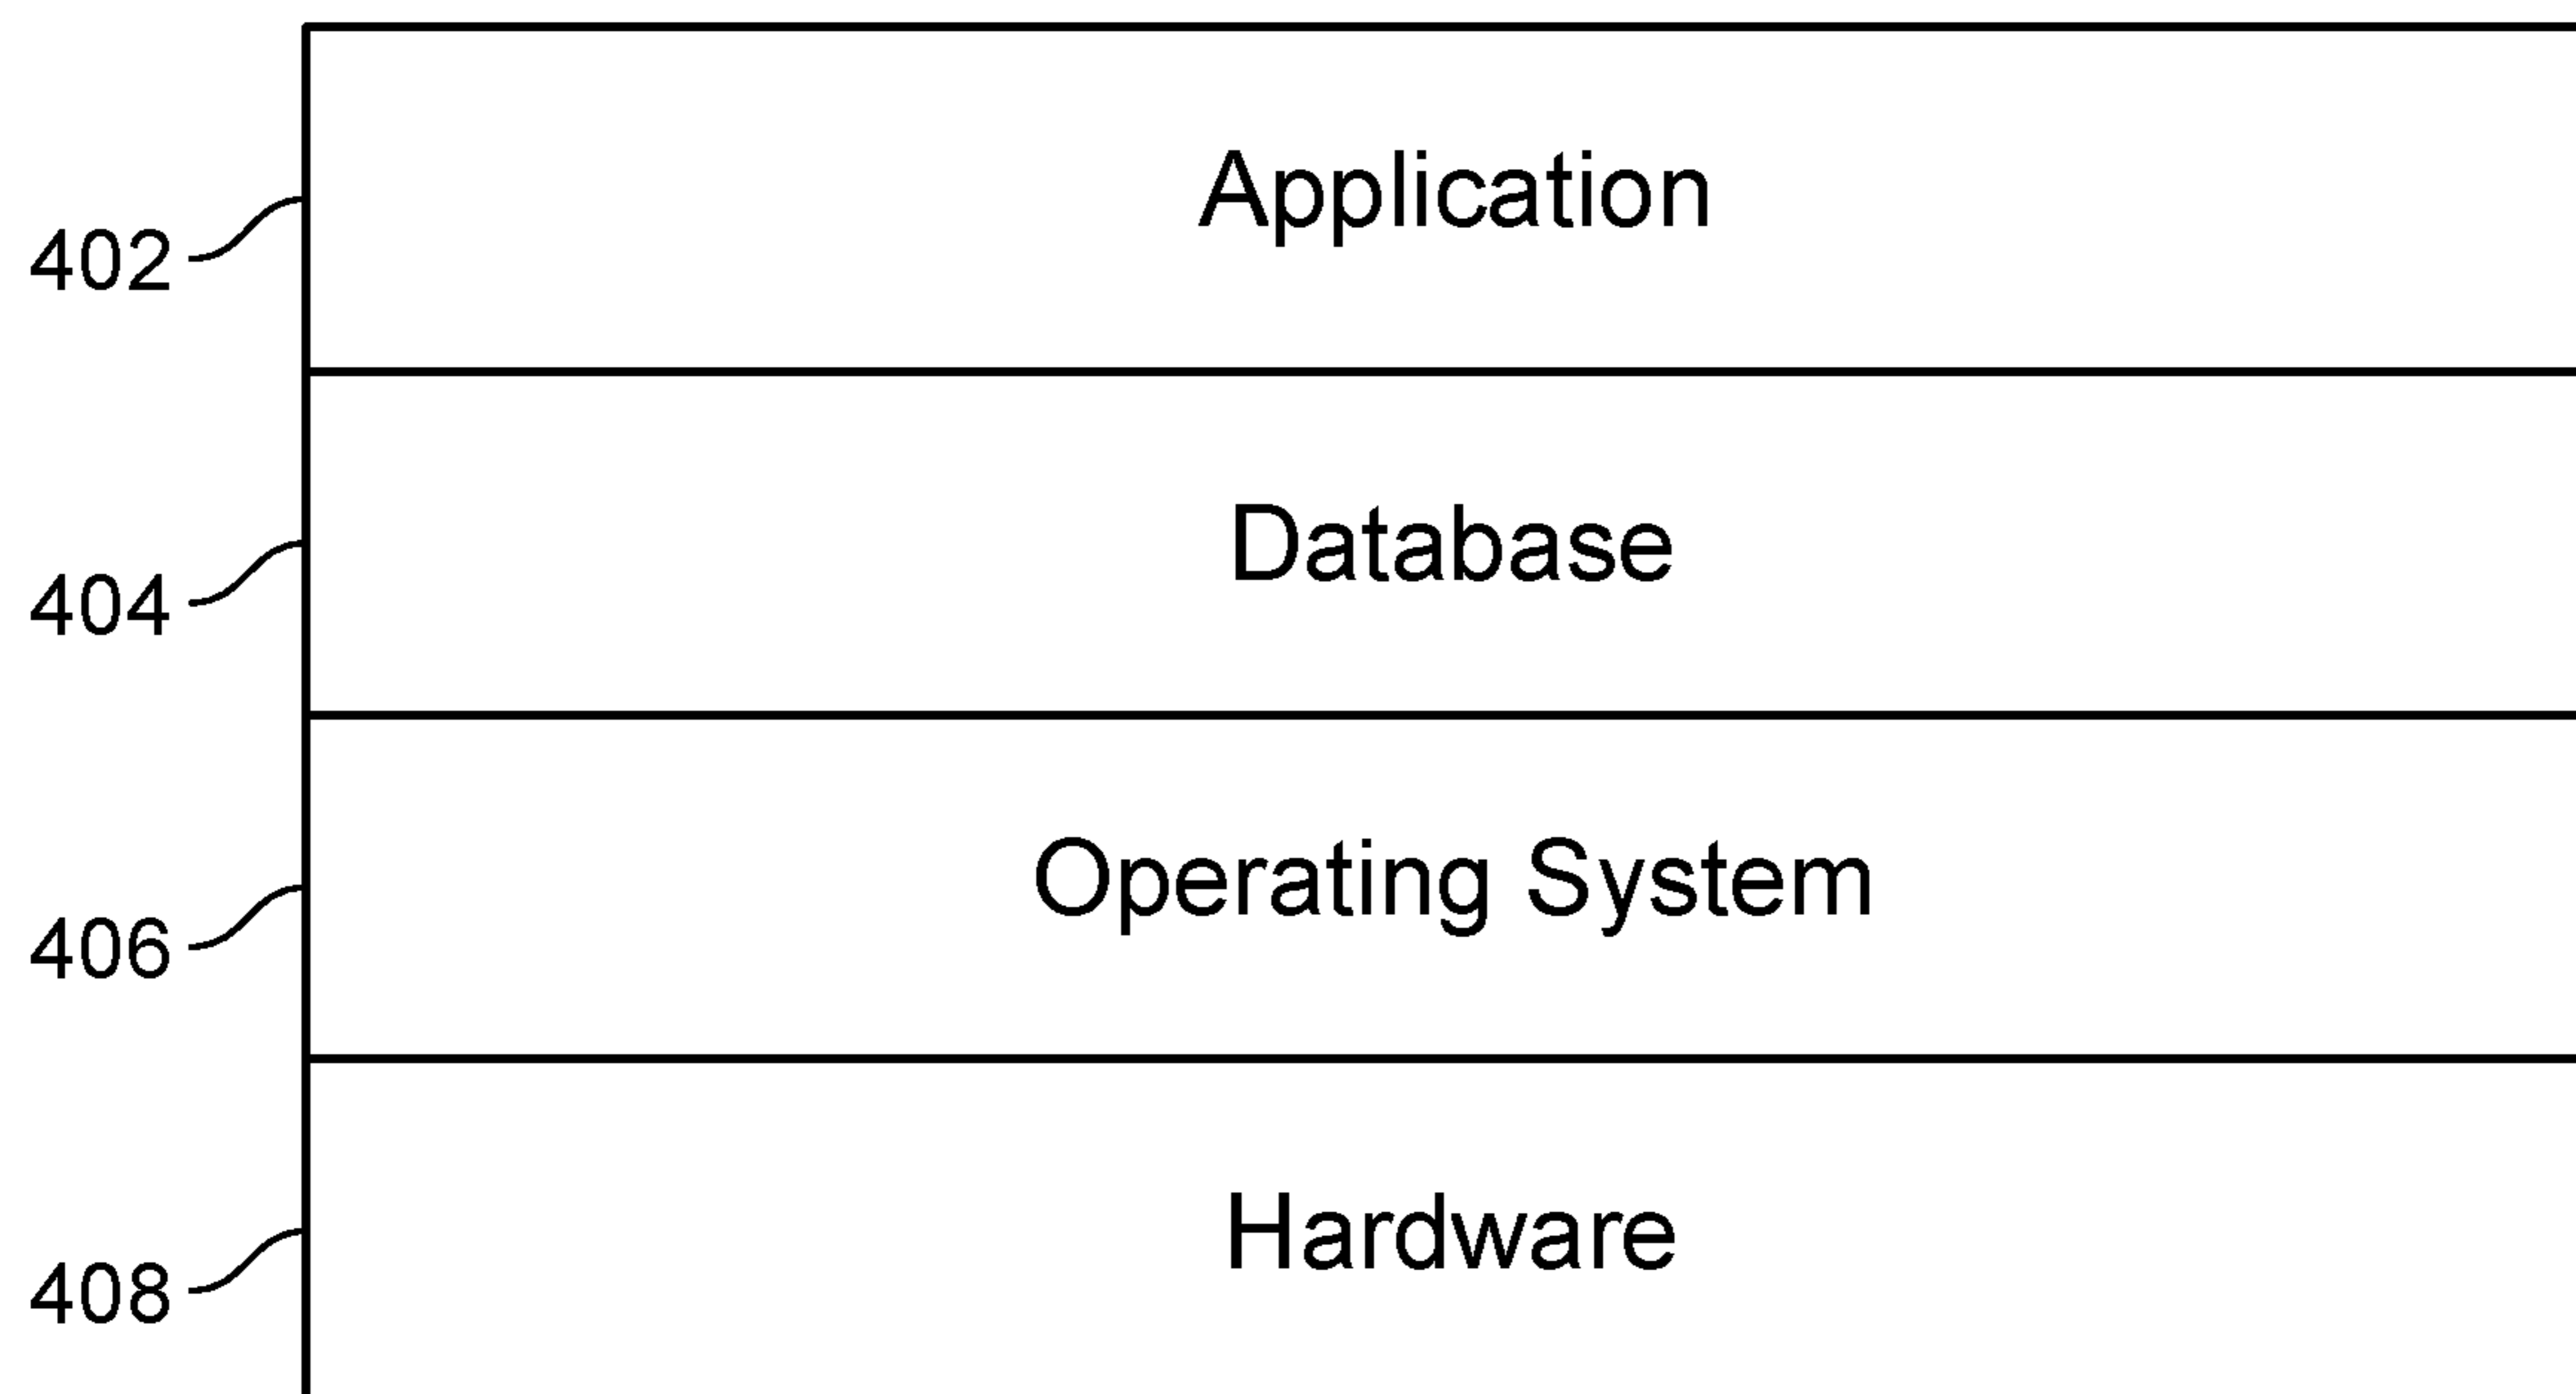 Application
402
Database
404
Operating System
406
Hardware
408